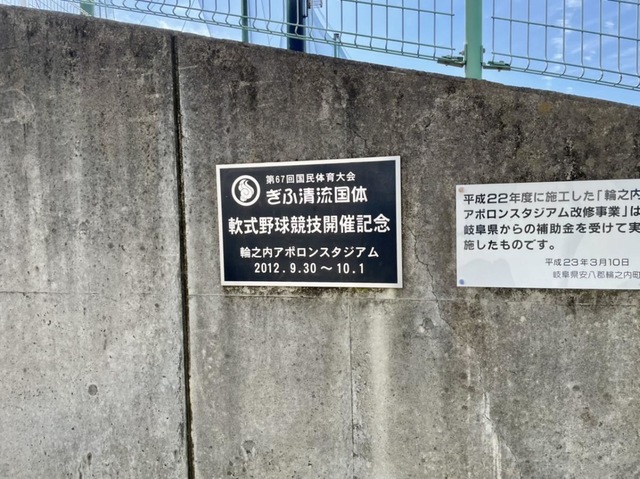 第67回国民体育大会
ぎふ清流国体
軟式野球競技開催記念
輪之内アポロンスタジアム
2012.9.30～10.1
平成22年度に施工した「輪之内
アポロンスタジアム改修事業」は
岐阜県からの補助金を受けて実
施したものです。
平成23年3月10日
岐阜県安八郡輪之内町